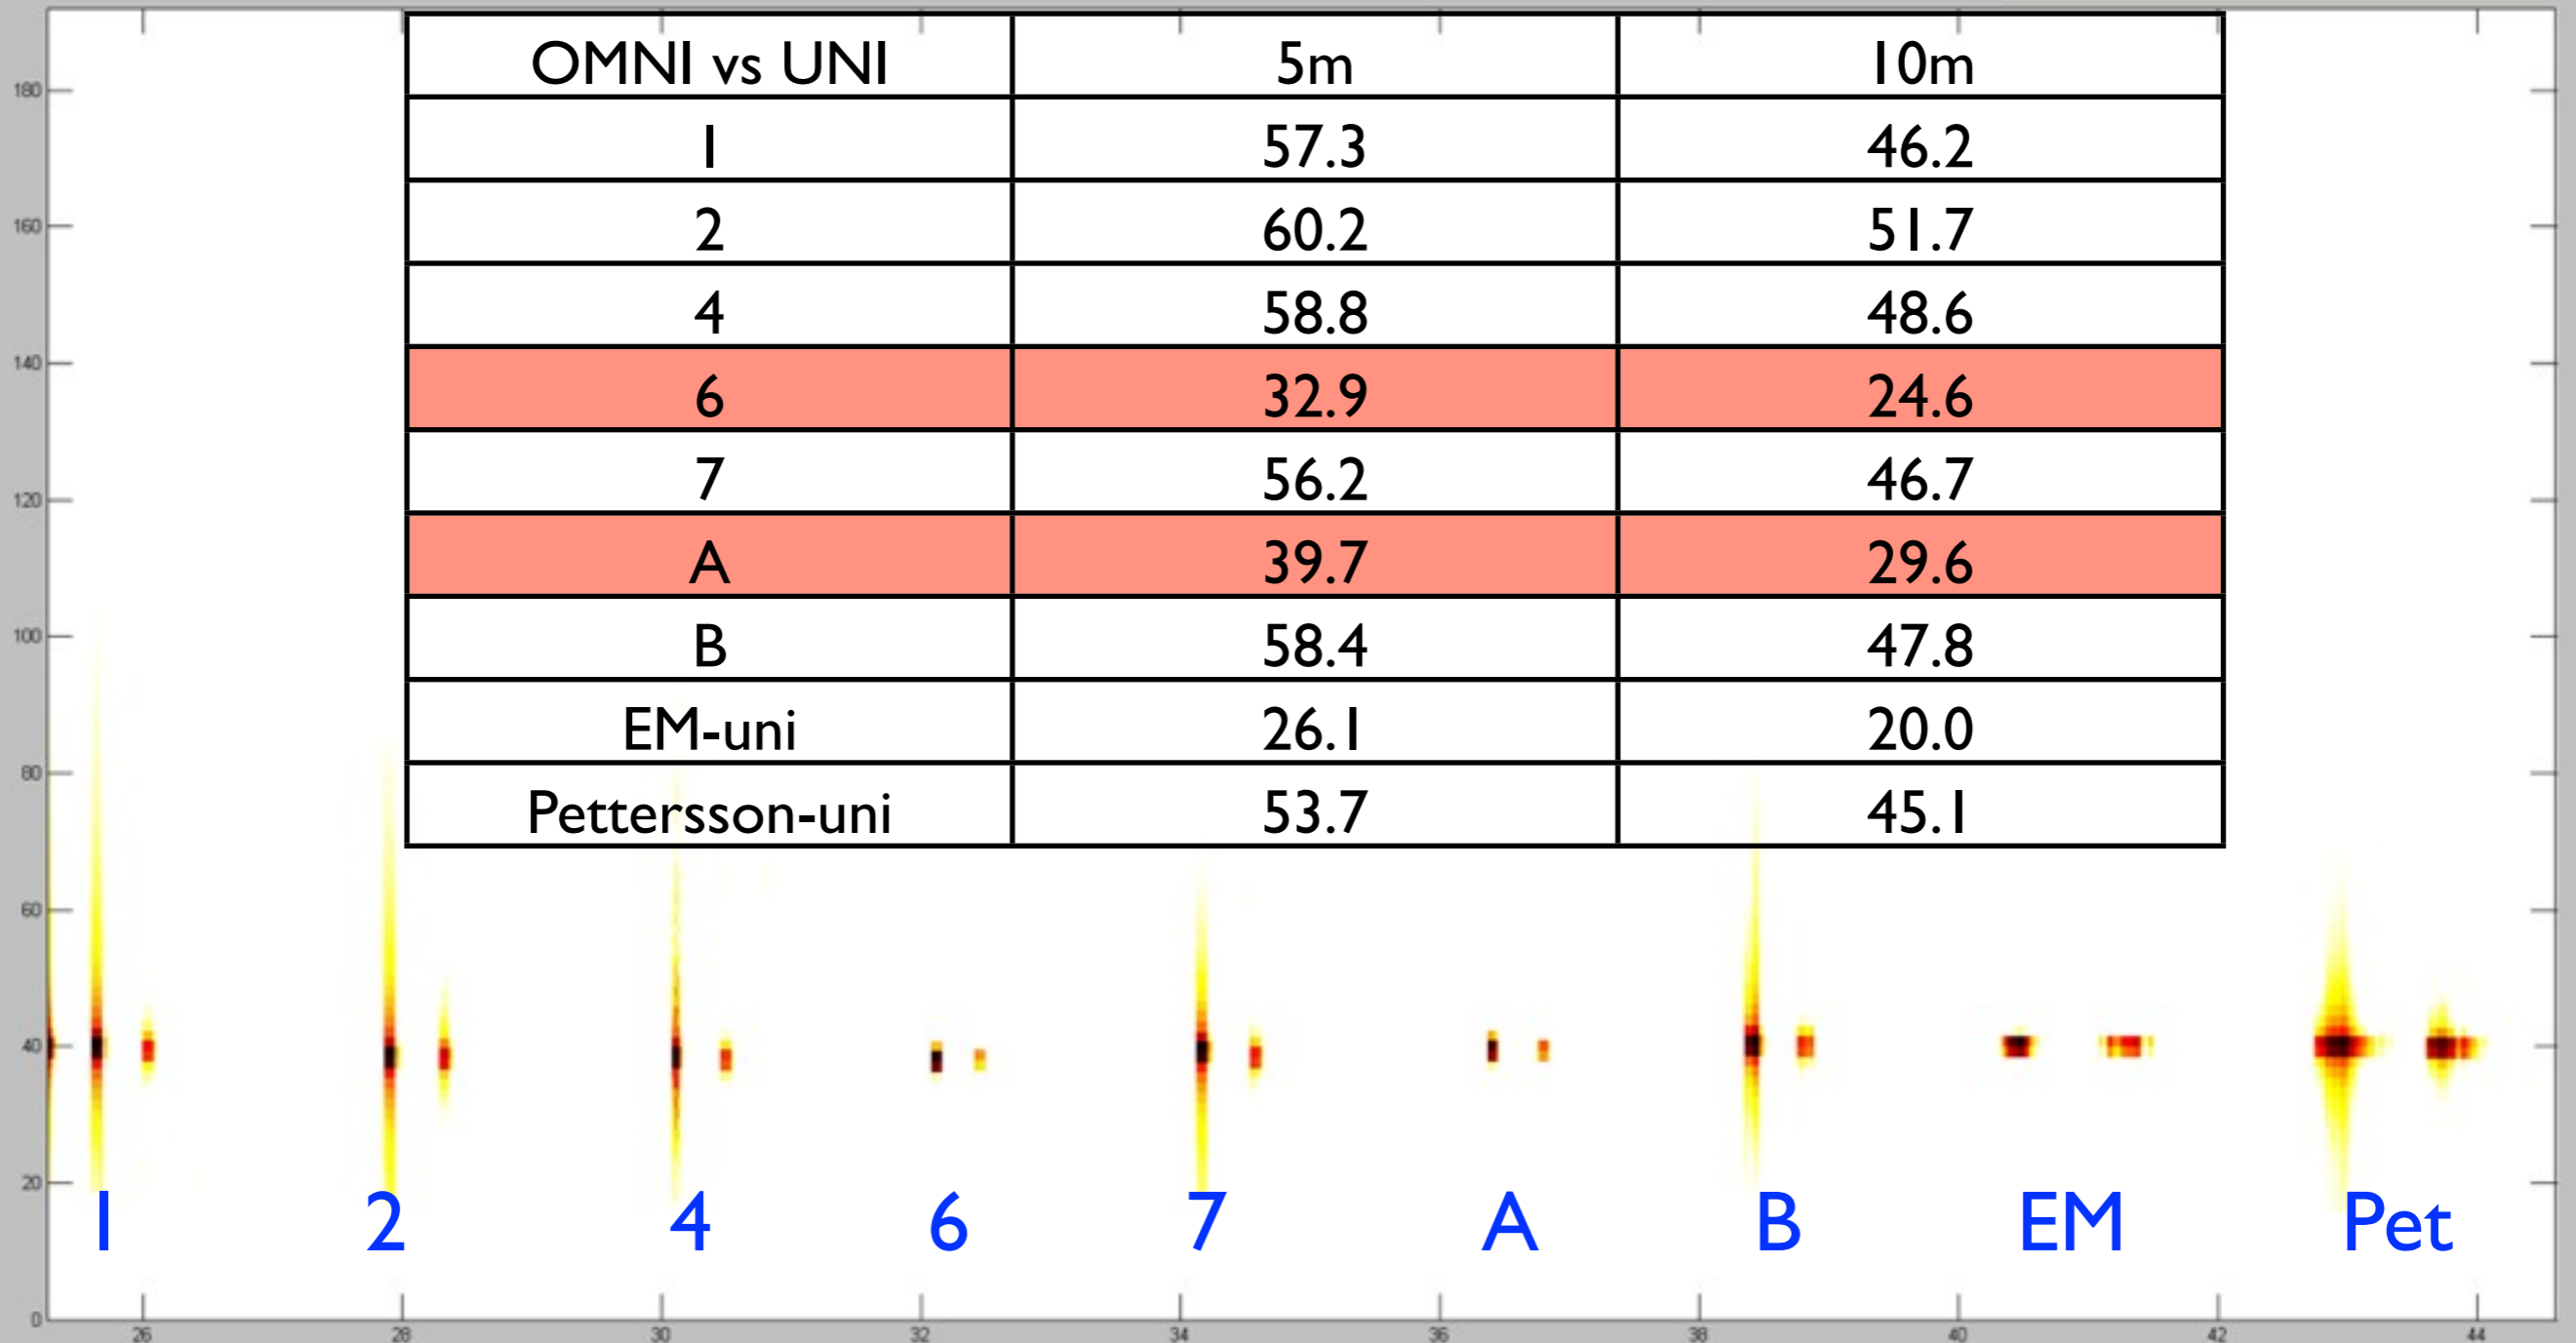 OMNI vs UNI 5m 10m
1 57.3 46.2
2 60.2 51.7
4 58.8 48.6
6 32.9 24.6
7 56.2 46.7
A 39.7 29.6
B 58.4 47.8
EM-uni 26.1 20.0
Pettersson-uni 53.7 45.1
180
160
140
120
100
80
60
40
20
0
1 2 4 6 7 A B EM Pet
26 28 30 32 34 36 38 40 42 44